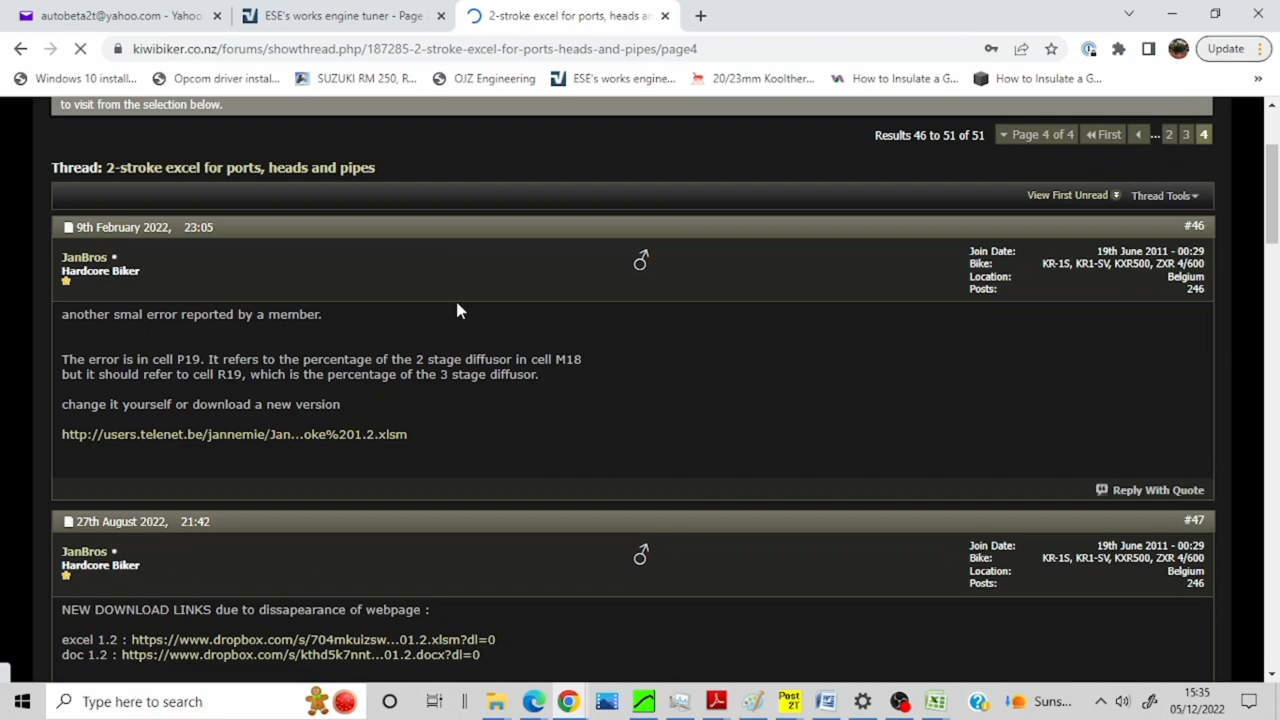 autobeta2t@yahoo.com - Yahoo
ESE's works engine tuner - Page
2-stroke excel for ports, heads an
kiwibiker.co.nz/forums/showthread.php/187285-2-stroke-excel-for-ports-heads-and-pipes/page4
Update
Windows 10 install...
Opcom driver instal...
SUZUKI RM 250, R...
OJZ Engineering
ESE's works engine...
20/23mm Koolther...
How to Insulate a G...
How to Insulate a G...
to visit from the selection below.
Results 46 to 51 of 51
Page 4 of 4
First
...
2
3
4
Thread: 2-stroke excel for ports, heads and pipes
View First Unread
Thread Tools
9th February 2022, 23:05
#46
JanBros
Hardcore Biker
Join Date: 19th June 2011 - 00:29
Bike: KR-1S, KR1-SV, KXR500, ZXR 4/600
Location: Belgium
Posts: 246
another smal error reported by a member.
The error is in cell P19. It refers to the percentage of the 2 stage diffusor in cell M18
but it should refer to cell R19, which is the percentage of the 3 stage diffusor.
change it yourself or download a new version
http://users.telenet.be/jannemie/Jan...oke%201.2.xlsm
Reply With Quote
27th August 2022, 21:42
#47
JanBros
Hardcore Biker
Join Date: 19th June 2011 - 00:29
Bike: KR-1S, KR1-SV, KXR500, ZXR 4/600
Location: Belgium
Posts: 246
NEW DOWNLOAD LINKS due to dissapearance of webpage :
excel 1.2 : https://www.dropbox.com/s/704mkuizsw...01.2.xlsm?dl=0
doc 1.2 : https://www.dropbox.com/s/kthd5k7nnt...01.2.docx?dl=0
Type here to search
Post
2T
Suns...
15:35
05/12/2022